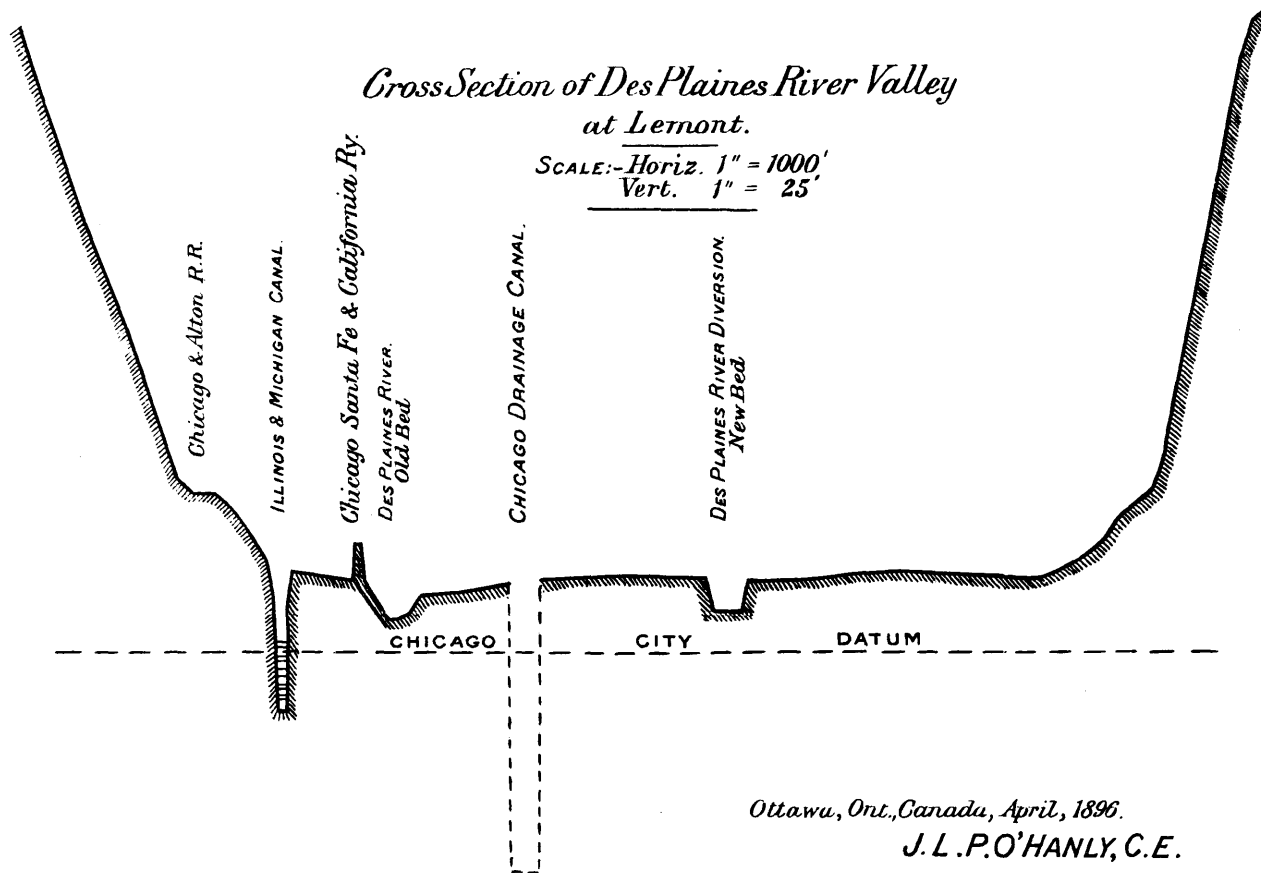 Cross Section of Des Plaines River Valley
at Lemont.
SCALE:- Horiz. 1" = 1000'
Vert. 1" = 25'
Chicago & Alton R.R.
ILLINOIS & MICHIGAN CANAL.
Chicago Santa Fe & California Ry.
DES PLAINES RIVER.
Old Bed
CHICAGO DRAINAGE CANAL.
DES PLAINES RIVER DIVERSION.
New Bed
CHICAGO CITY DATUM
Ottawa, Ont., Canada, April, 1896.
J. L. P. O'HANLY, C.E.